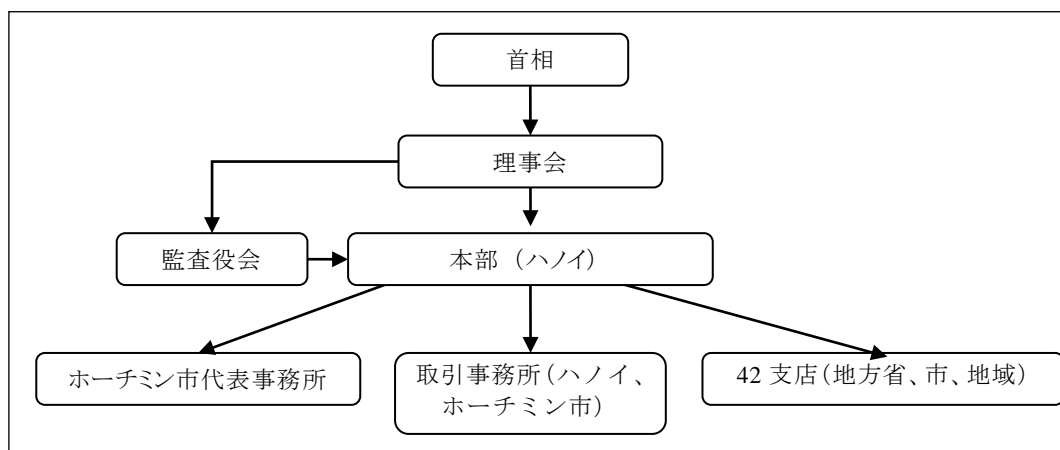 首相
理事会
監査役会
本部 (ハノイ)
ホーチミン市代表事務所
取引事務所(ハノイ、
ホーチミン市)
42 支店(地方省、市、地域)